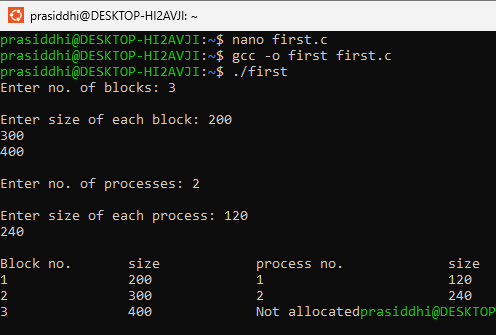 prasiddhi@DESKTOP-HI2AVJI: ~
prasiddhi@DESKTOP-HI2AVJI:~$ nano first.c
prasiddhi@DESKTOP-HI2AVJI:~$ gcc -o first first.c
prasiddhi@DESKTOP-HI2AVJI:~$ ./first
Enter no. of blocks: 3
Enter size of each block: 200
300
400
Enter no. of processes: 2
Enter size of each process: 120
240
Block no. size process no. size
1 200 1 120
2 300 2 240
3 400 Not allocatedprasiddhi@DESKTOP